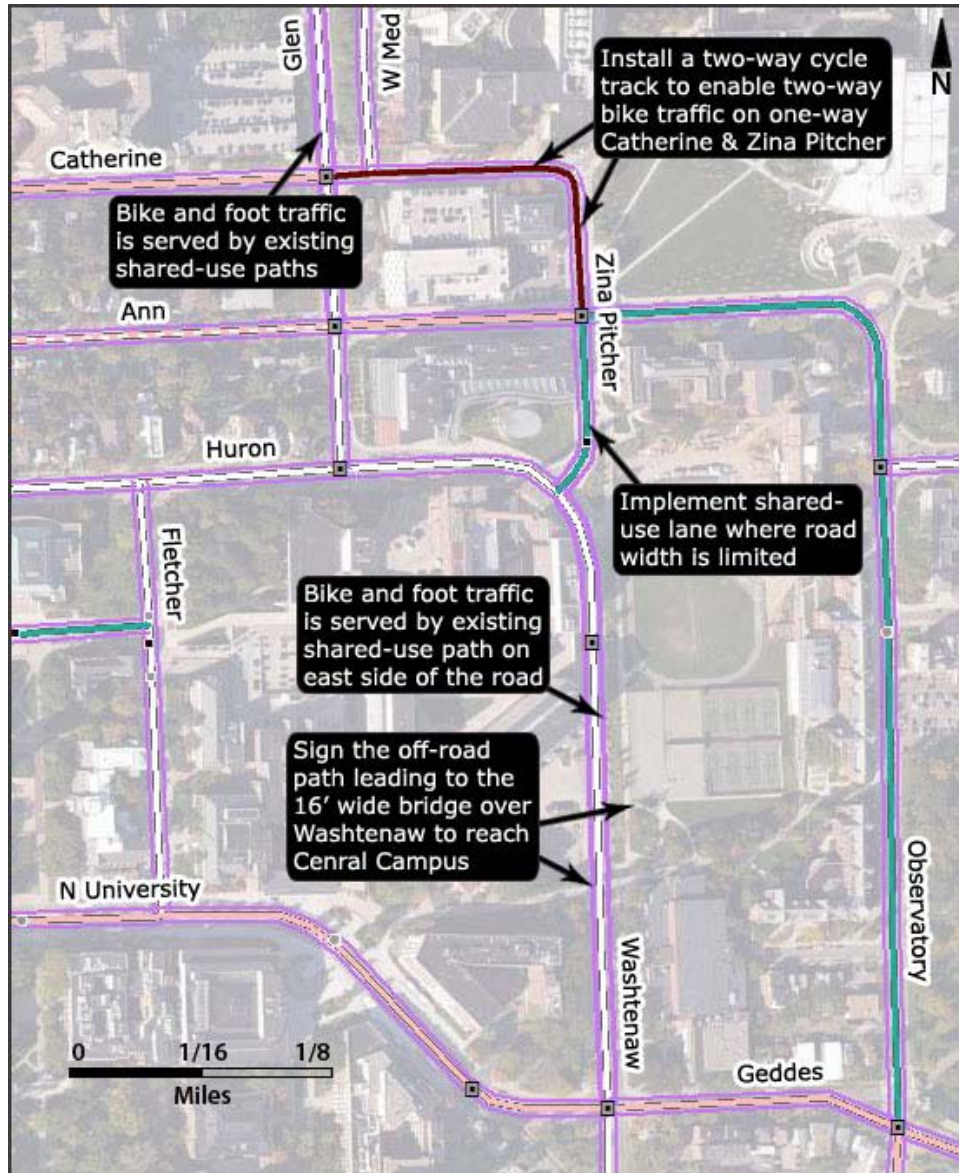 Glen
W Med
N
Install a two-way cycle
track to enable two-way
bike traffic on one-way
Catherine & Zina Pitcher
Catherine
Bike and foot traffic
is served by existing
shared-use paths
Zina Pitcher
Ann
Huron
Implement shared-
use lane where road
width is limited
Fletcher
Bike and foot traffic
is served by existing
shared-use path on
east side of the road
Sign the off-road
path leading to the
16' wide bridge over
Washtenaw to reach
Cenral Campus
Observatory
N University
Washtenaw
0 1/16 1/8
Miles
Geddes